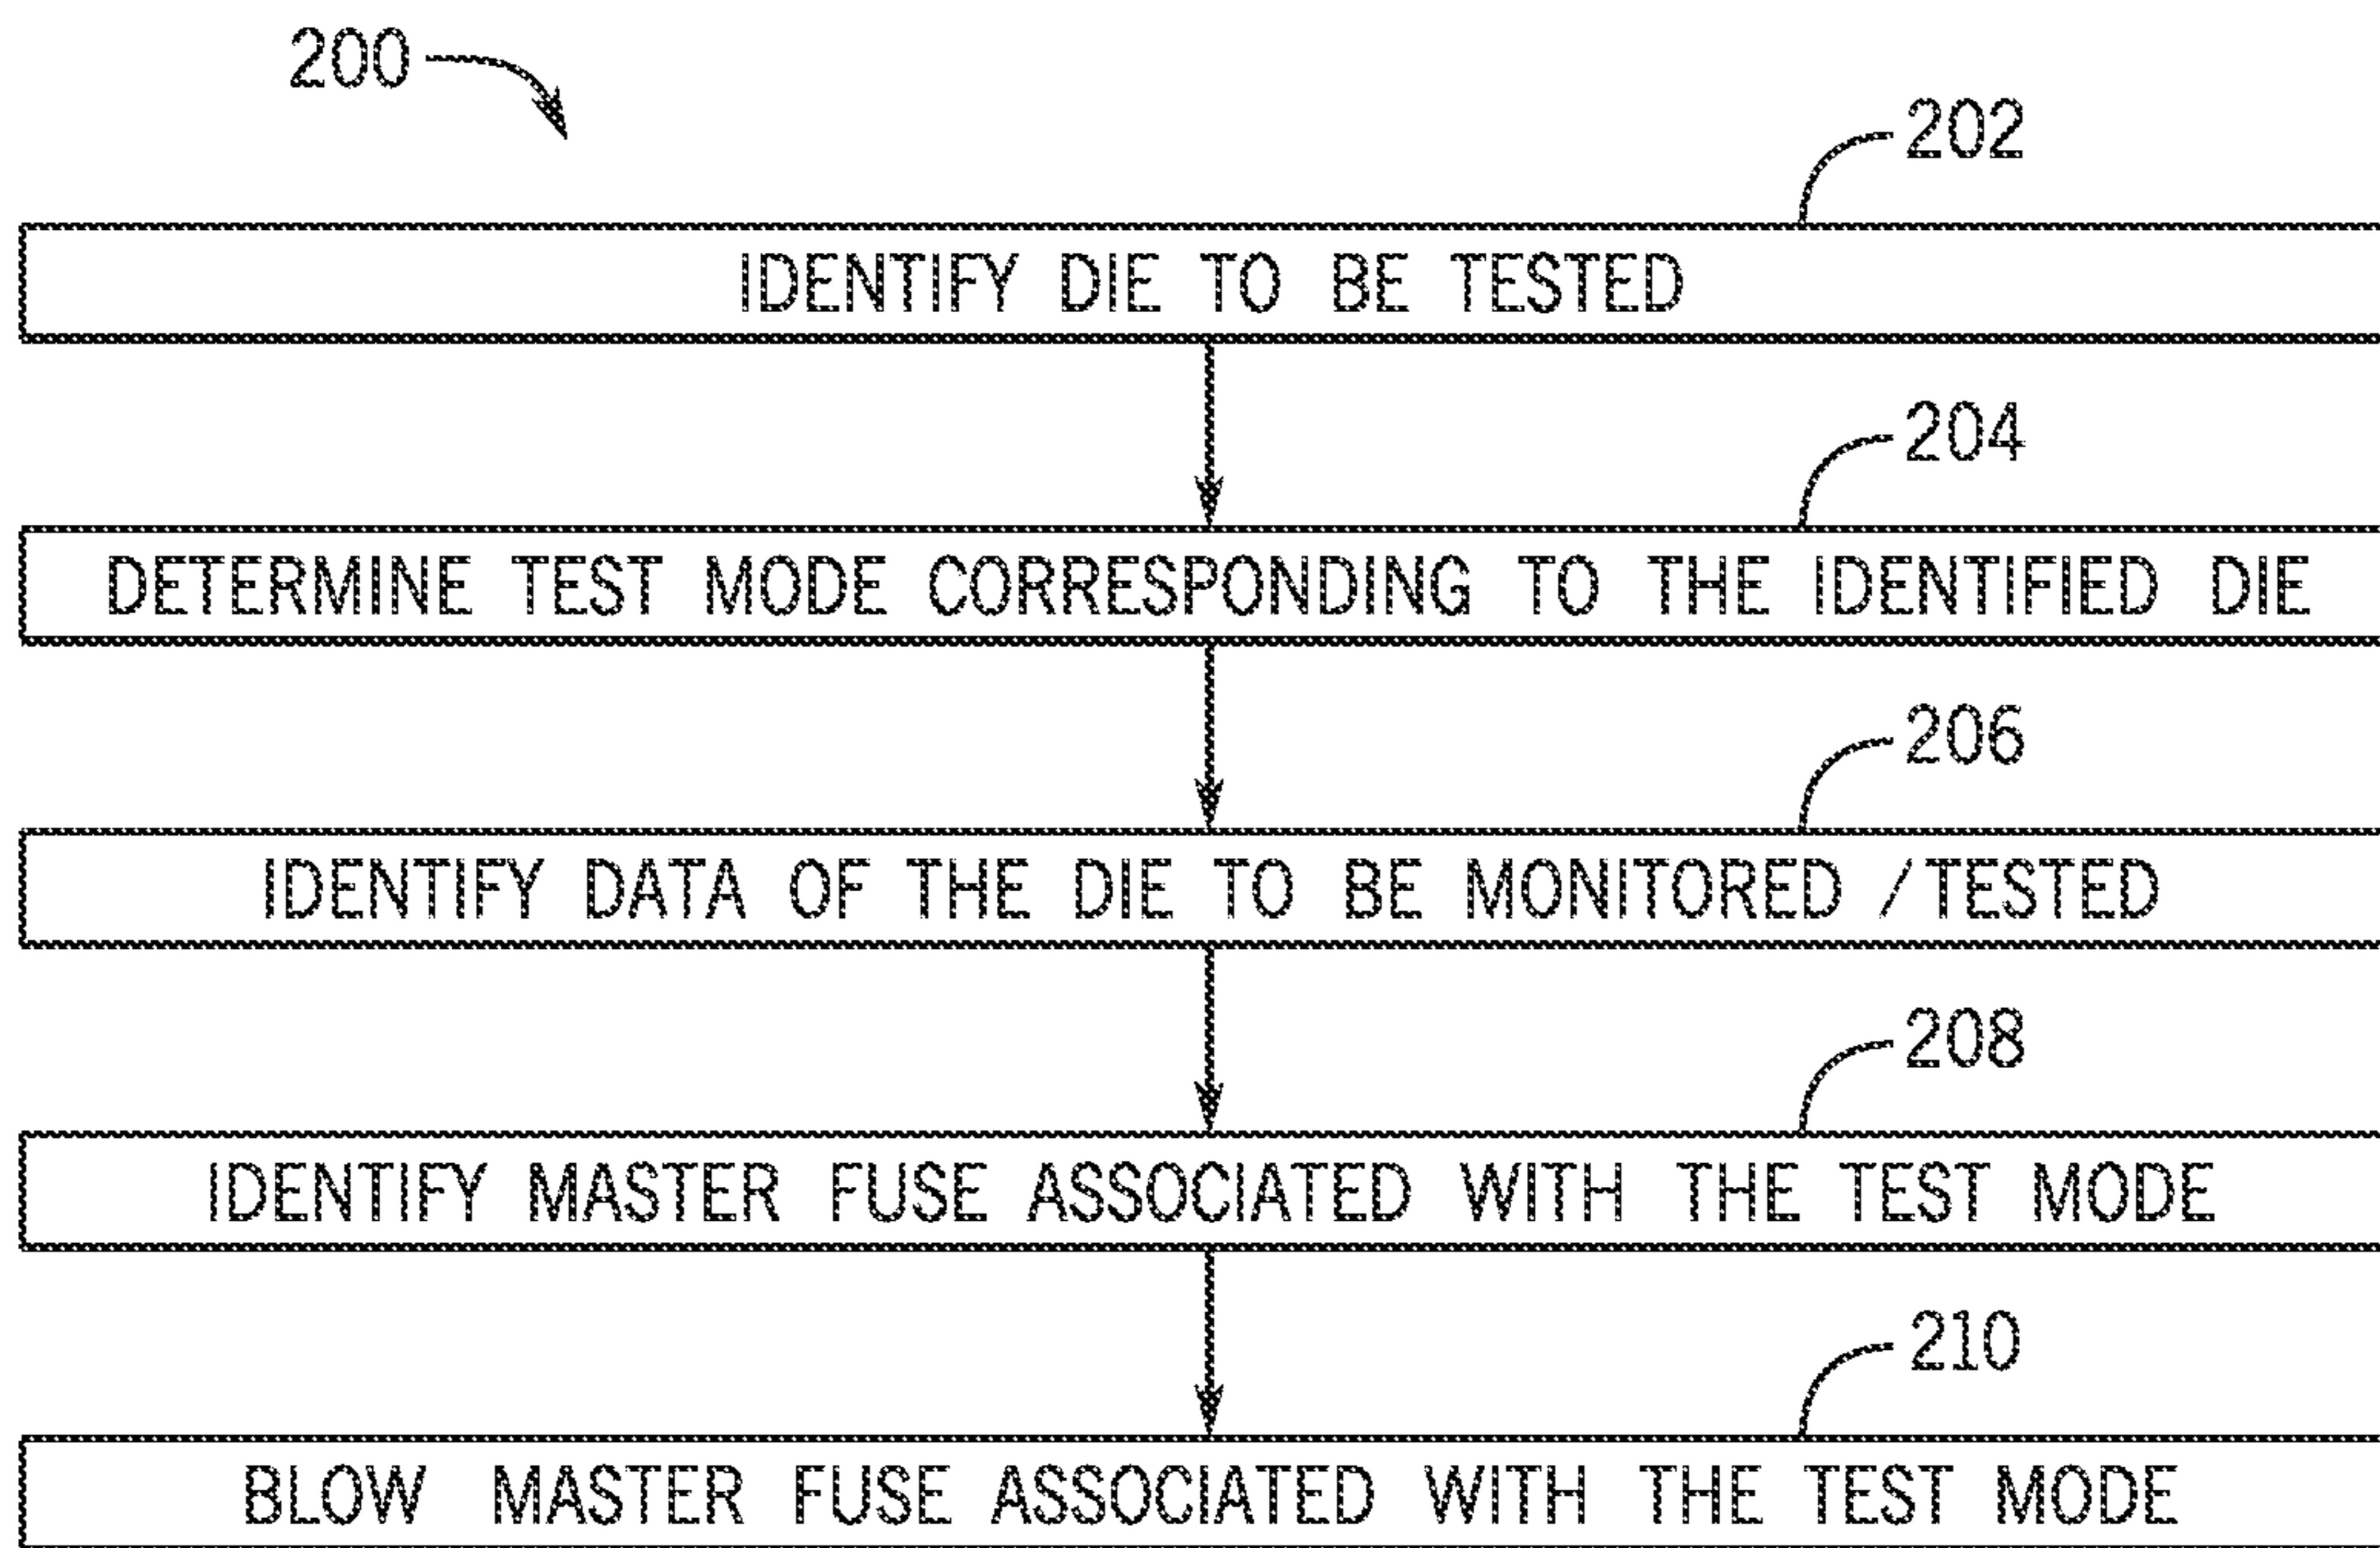 200
202
IDENTIFY DIE TO BE TESTED
204
DETERMINE TEST MODE CORRESPONDING TO THE IDENTIFIED DIE
206
IDENTIFY DATA OF THE DIE TO BE MONITORED /TESTED
208
IDENTIFY MASTER FUSE ASSOCIATED WITH THE TEST MODE
210
BLOW MASTER FUSE ASSOCIATED WITH THE TEST MODE